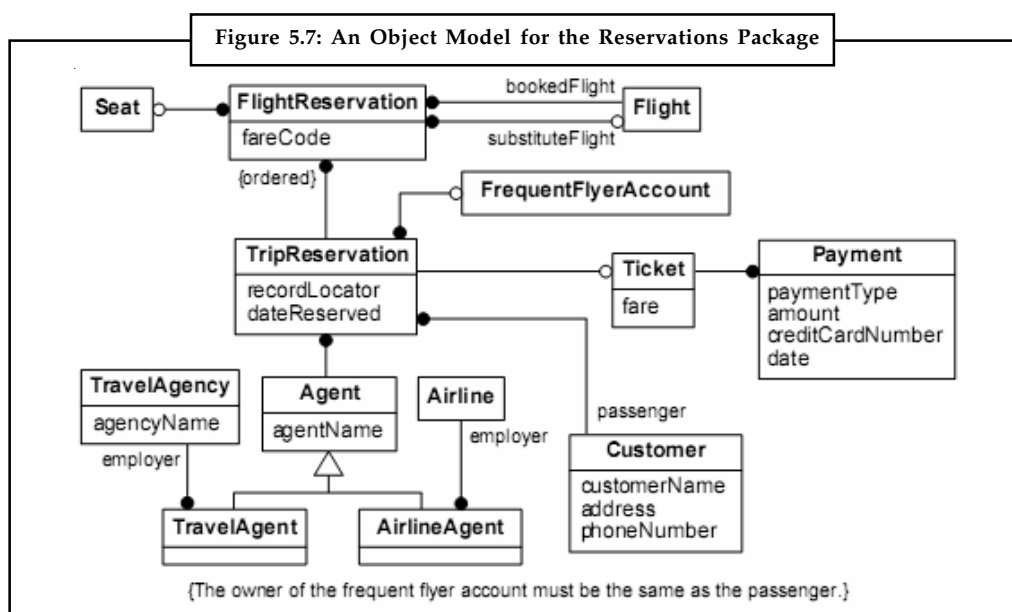 Figure 5.7: An Object Model for the Reservations Package
Seat
FlightReservation
fareCode
bookedFlight
substituteFlight
Flight
{ordered}
FrequentFlyerAccount
TripReservation
recordLocator
dateReserved
Ticket
fare
Payment
paymentType
amount
creditCardNumber
date
TravelAgency
agencyName
employer
Agent
agentName
Airline
employer
passenger
Customer
customerName
address
phoneNumber
TravelAgent
AirlineAgent
{The owner of the frequent flyer account must be the same as the passenger.}